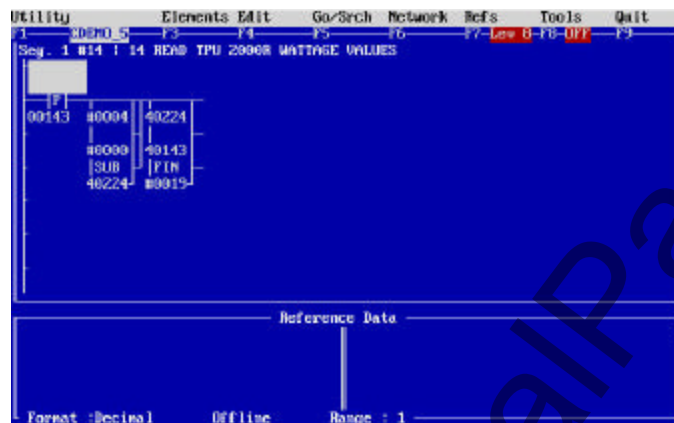 Utility Elements Edit Go/Srch Network Refs Tools Quit
F1 EDEMO_5 F3 F4 F5 F6 F7-Lev 8-F8-OFF F9
Seg. 1 #14 : 14 READ TPU 2000R WATTAGE VALUES
P
00143 #0004 40224
#0000 40143
SUB FIN
40224 #0019
Reference Data
Format :Decimal Offline Range : 1